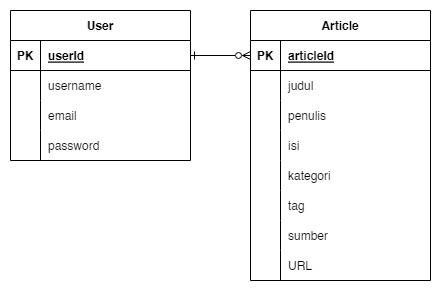 User
PK userId
username
email
password
Article
PK articleId
judul
penulis
isi
kategori
tag
sumber
URL